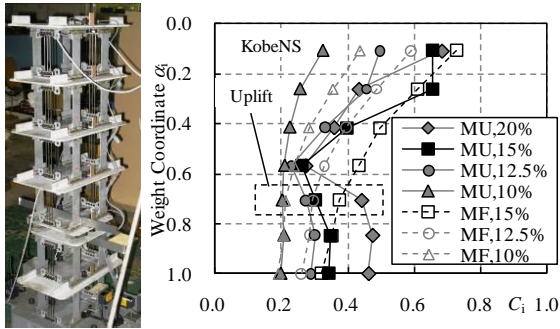 0.0
0.2
0.4
0.6
0.8
1.0
Weight Coordinate αi
KobeNS
Uplift
MU,20%
MU,15%
MU,12.5%
MU,10%
MF,15%
MF,12.5%
MF,10%
0.0 0.2 0.4 0.6 0.8 Ci 1.0